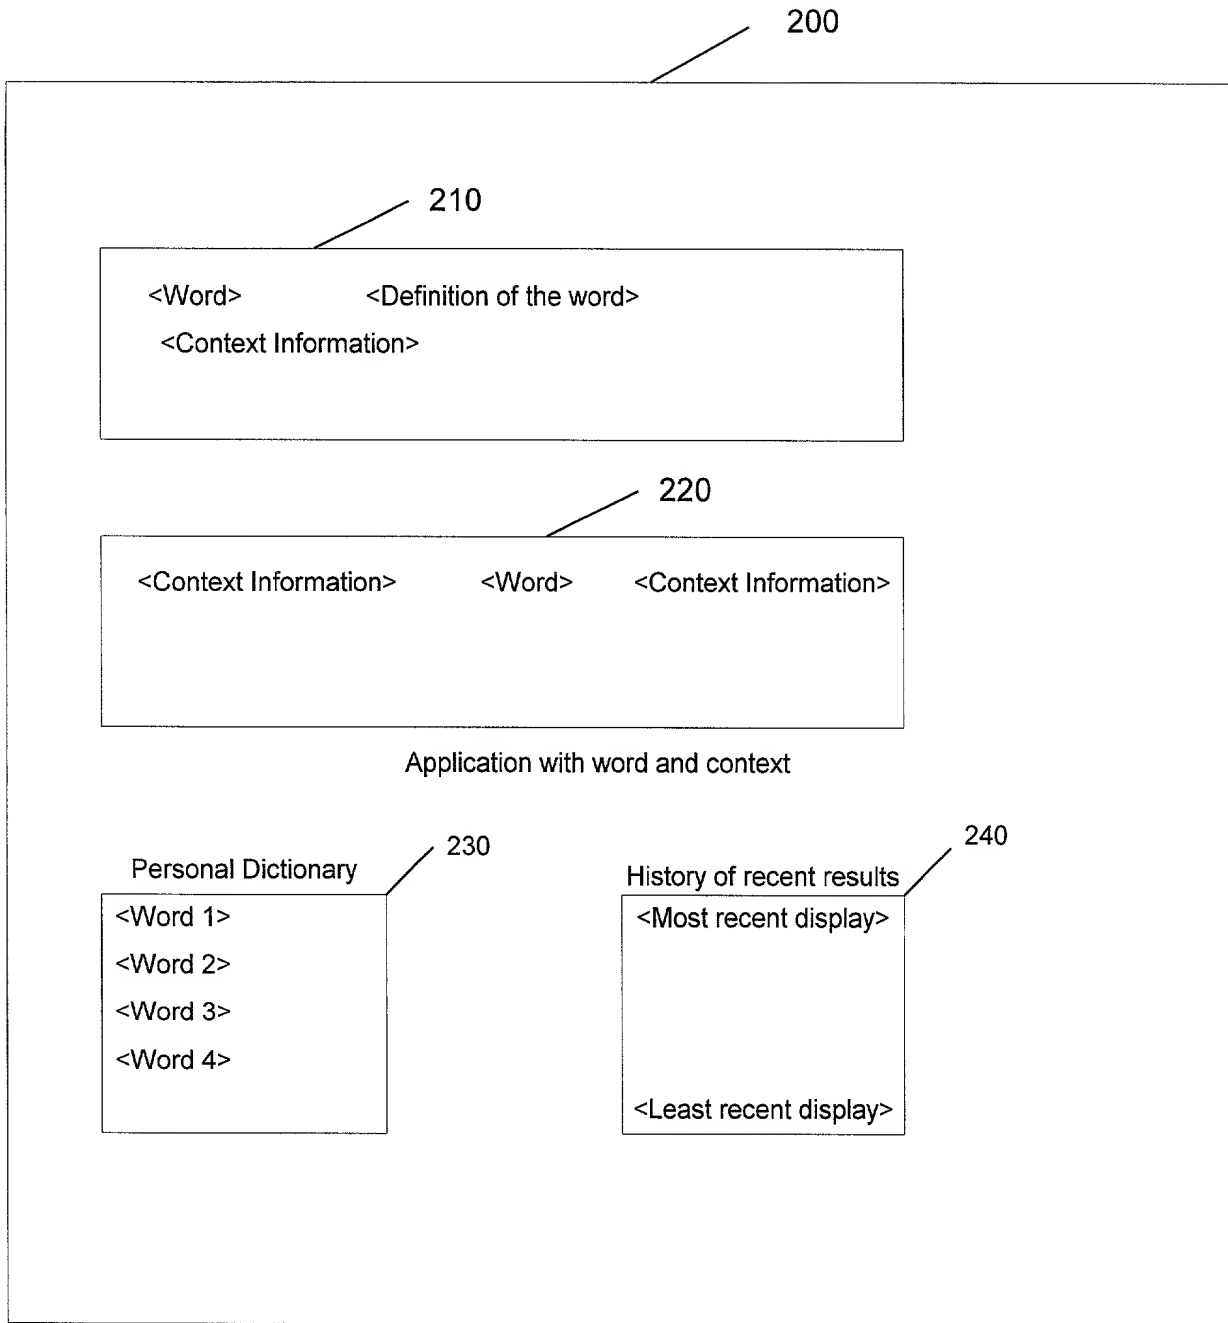 200
210
<Word> <Definition of the word>
<Context Information>
220
<Context Information> <Word> <Context Information>
Application with word and context
230
Personal Dictionary
<Word 1>
<Word 2>
<Word 3>
<Word 4>
240
History of recent results
<Most recent display>
<Least recent display>